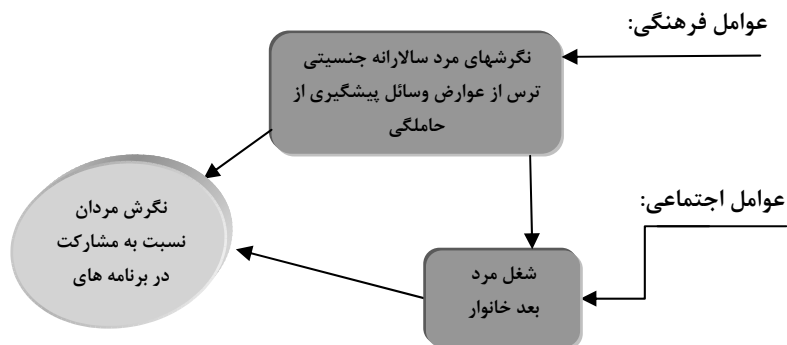 عوامل فرهنگی:
نگرشهای مرد سالارانه جنسیتی
ترس از عوارض وسائل پیشگیری از
حاملگی
نگرش مردان
نسبت به مشارکت
در برنامه های
عوامل اجتماعی:
شغل مرد
بعد خانوار